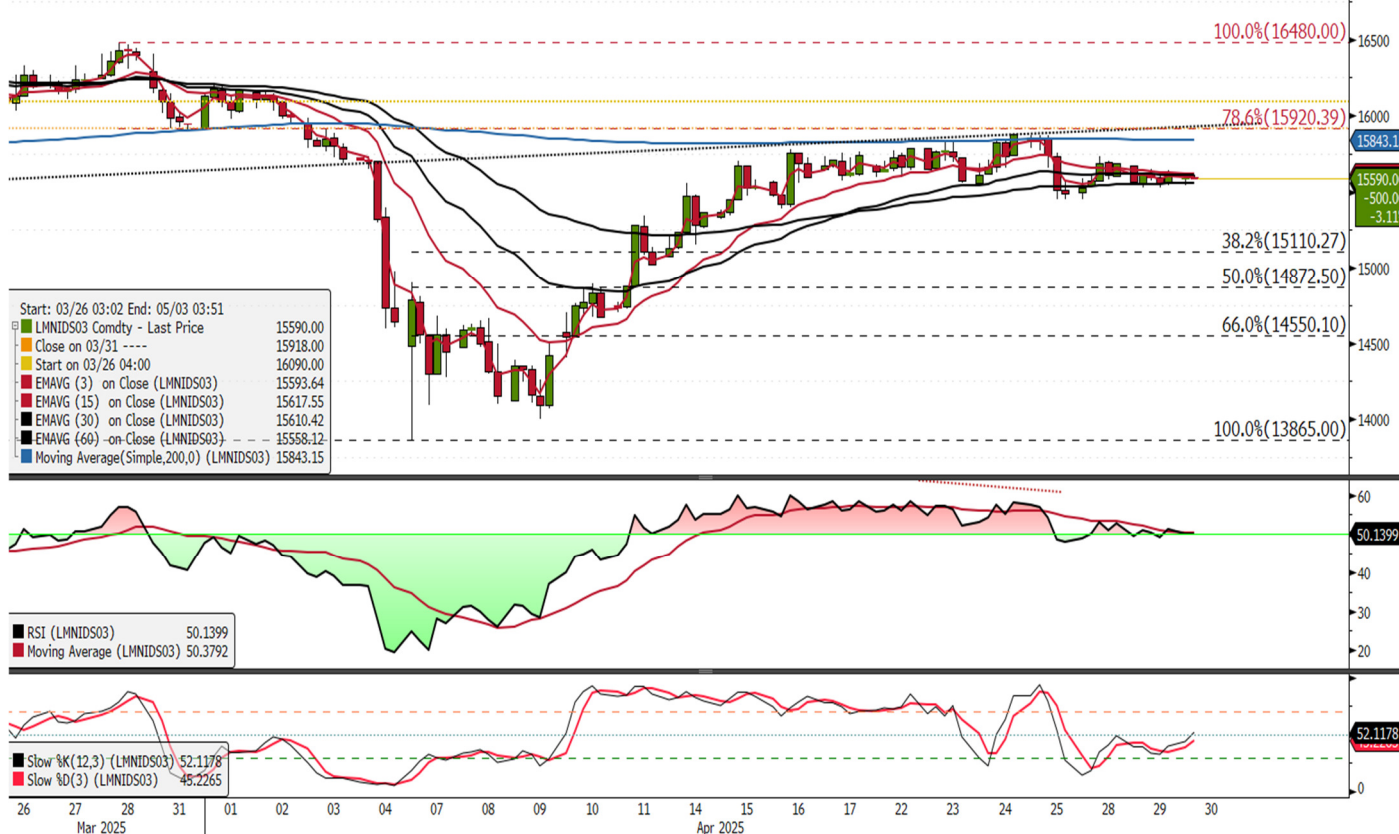 100.0%(16480.00)
16500
16000
78.6%(15920.39)
15843.1
15590.0
-500.0
-3.11
38.2%(15110.27)
15000
50.0%(14872.50)
66.0%(14550.10)
14500
14000
100.0%(13865.00)
Start: 03/26 03:02 End: 05/03 03:51
LMNIDS03 Comdty - Last Price 15590.00
Close on 03/31 ---- 15918.00
Start on 03/26 04:00 16090.00
EMAVG (3) on Close (LMNIDS03) 15593.64
EMAVG (15) on Close (LMNIDS03) 15617.55
EMAVG (30) on Close (LMNIDS03) 15610.42
EMAVG (60) on Close (LMNIDS03) 15558.12
Moving Average(Simple,200,0) (LMNIDS03) 15843.15
60
50.1399
40
30
20
RSI (LMNIDS03) 50.1399
Moving Average (LMNIDS03) 50.3792
52.1178
0
Slow %K(12,3) (LMNIDS03) 52.1178
Slow %D(3) (LMNIDS03) 45.2265
26 27 28 31 01 02 03 04 07 08 09 10 11 14 15 16 17 22 23 24 25 28 29 30
Mar 2025 Apr 2025